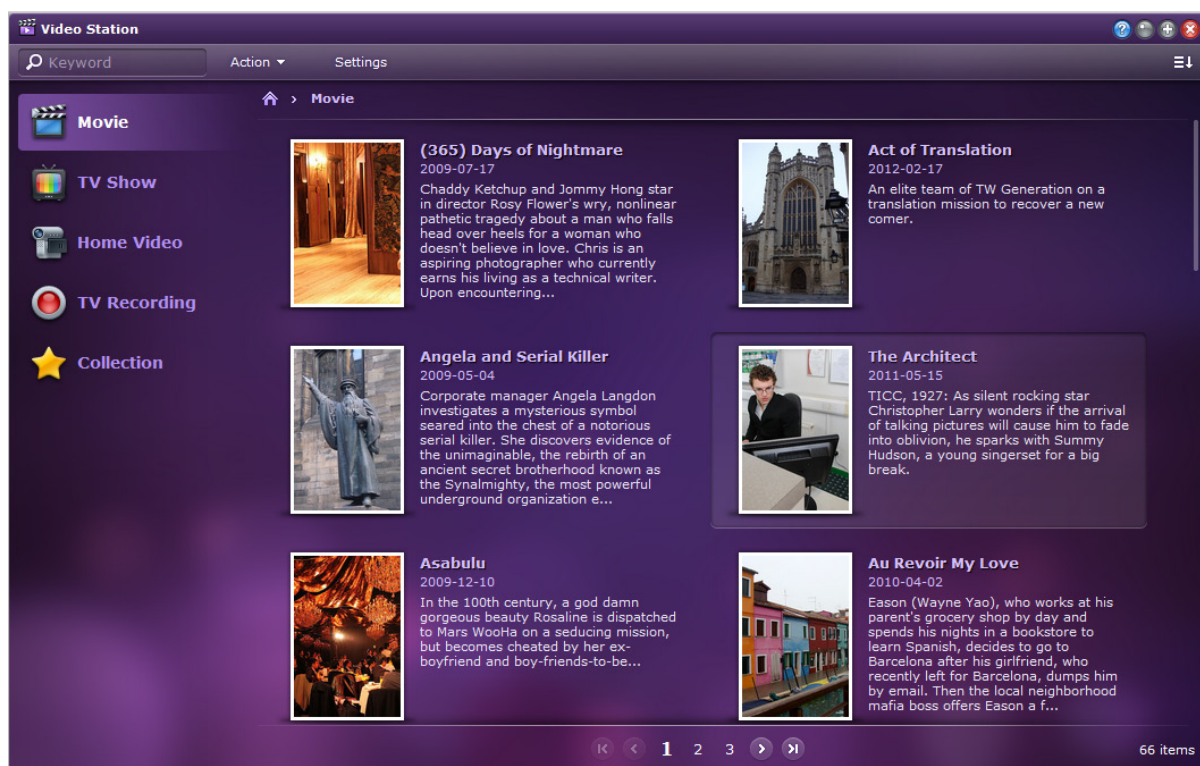 Video Station
Keyword
Action
Settings
Movie
TV Show
Home Video
TV Recording
Collection
> Movie
(365) Days of Nightmare
2009-07-17
Chaddy Ketchup and Jommy Hong star
in director Rosy Flower's wry, nonlinear
pathetic tragedy about a man who falls
head over heels for a woman who
doesn't believe in love. Chris is an
aspiring photographer who currently
earns his living as a technical writer.
Upon encountering...
Act of Translation
2012-02-17
An elite team of TW Generation on a
translation mission to recover a new
comer.
Angela and Serial Killer
2009-05-04
Corporate manager Angela Langdon
investigates a mysterious symbol
seared into the chest of a notorious
serial killer. She discovers evidence of
the unimaginable, the rebirth of an
ancient secret brotherhood known as
the Synalmighty, the most powerful
underground organization e...
The Architect
2011-05-15
TICC, 1927: As silent rocking star
Christopher Larry wonders if the arrival
of talking pictures will cause him to fade
into oblivion, he sparks with Summy
Hudson, a young singerset for a big
break.
Asabulu
2009-12-10
In the 100th century, a god damn
gorgeous beauty Rosaline is dispatched
to Mars WooHa on a seducing mission,
but becomes cheated by her ex-
boyfriend and boy-friends-to-be...
Au Revoir My Love
2010-04-02
Eason (Wayne Yao), who works at his
parent's grocery shop by day and
spends his nights in a bookstore to
learn Spanish, decides to go to
Barcelona after his girlfriend, who
recently left for Barcelona, dumps him
by email. Then the local neighborhood
mafia boss offers Eason a f...
1 2 3
66 items